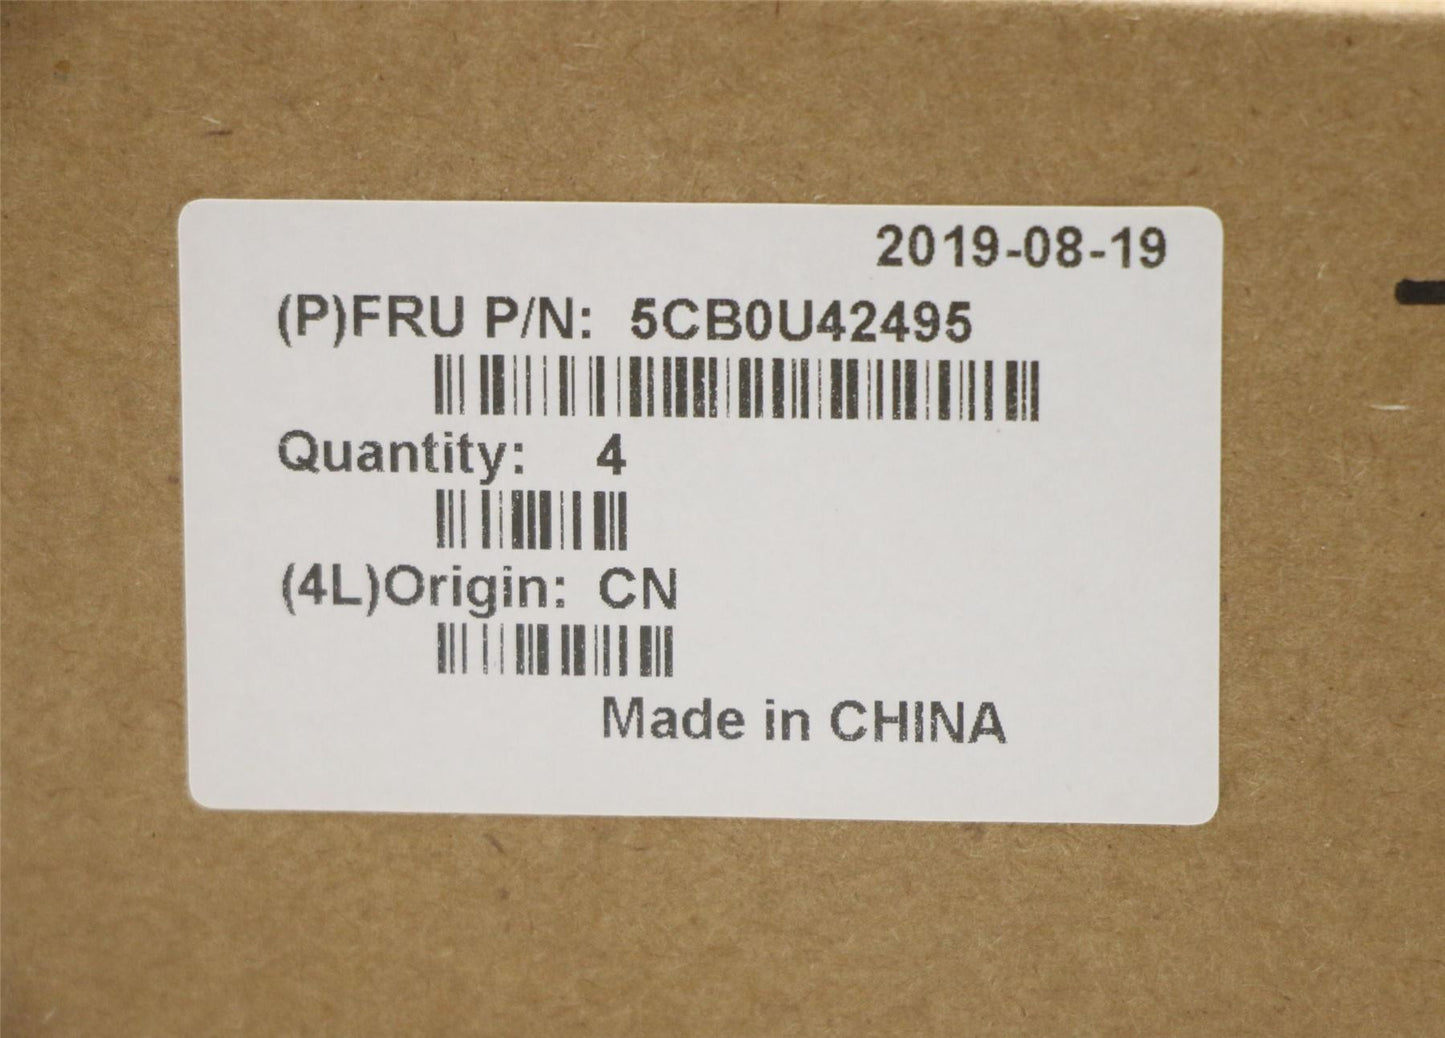 2019-08-19
(P)FRU P/N: 5CB0U42495
Quantity: 4
(4L)Origin: CN
Made in CHINA